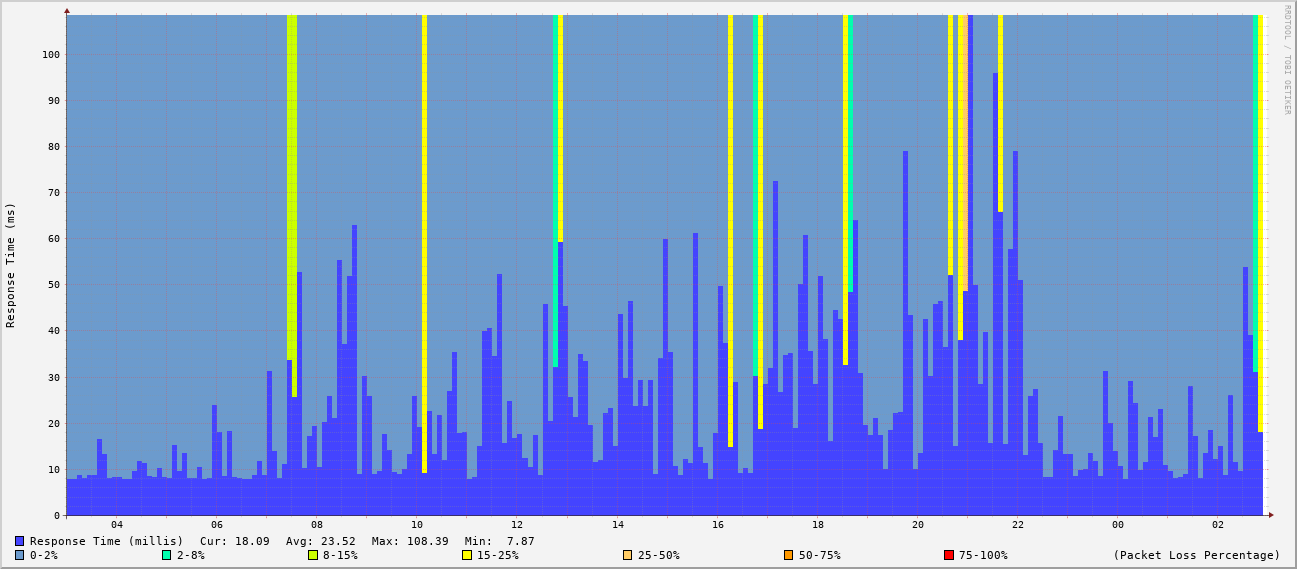 RRDTOOL / TOBI OETIKER
Response Time (ms)
100
90
80
70
60
50
40
30
20
10
0
04 06 08 10 12 14 16 18 20 22 00 02
Response Time (millis) Cur: 18.09 Avg: 23.52 Max: 108.39 Min: 7.87
0-2% 2-8% 8-15% 15-25% 25-50% 50-75% 75-100% (Packet Loss Percentage)